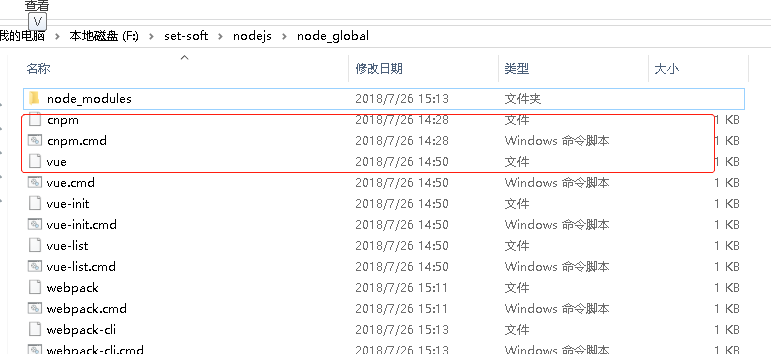 查看
V
我的电脑 > 本地磁盘 (F:) > set-soft > nodejs > node_global
名称 修改日期 类型 大小
node_modules 2018/7/26 15:13 文件夹
cnpm 2018/7/26 14:28 文件 1 KB
cnpm.cmd 2018/7/26 14:28 Windows 命令脚本 1 KB
vue 2018/7/26 14:50 文件 1 KB
vue.cmd 2018/7/26 14:50 Windows 命令脚本 1 KB
vue-init 2018/7/26 14:50 文件 1 KB
vue-init.cmd 2018/7/26 14:50 Windows 命令脚本 1 KB
vue-list 2018/7/26 14:50 文件 1 KB
vue-list.cmd 2018/7/26 14:50 Windows 命令脚本 1 KB
webpack 2018/7/26 15:11 文件 1 KB
webpack.cmd 2018/7/26 15:11 Windows 命令脚本 1 KB
webpack-cli 2018/7/26 15:13 文件 1 KB
webpack-cli.cmd 2018/7/26 15:13 Windows 命令脚本 1 KB